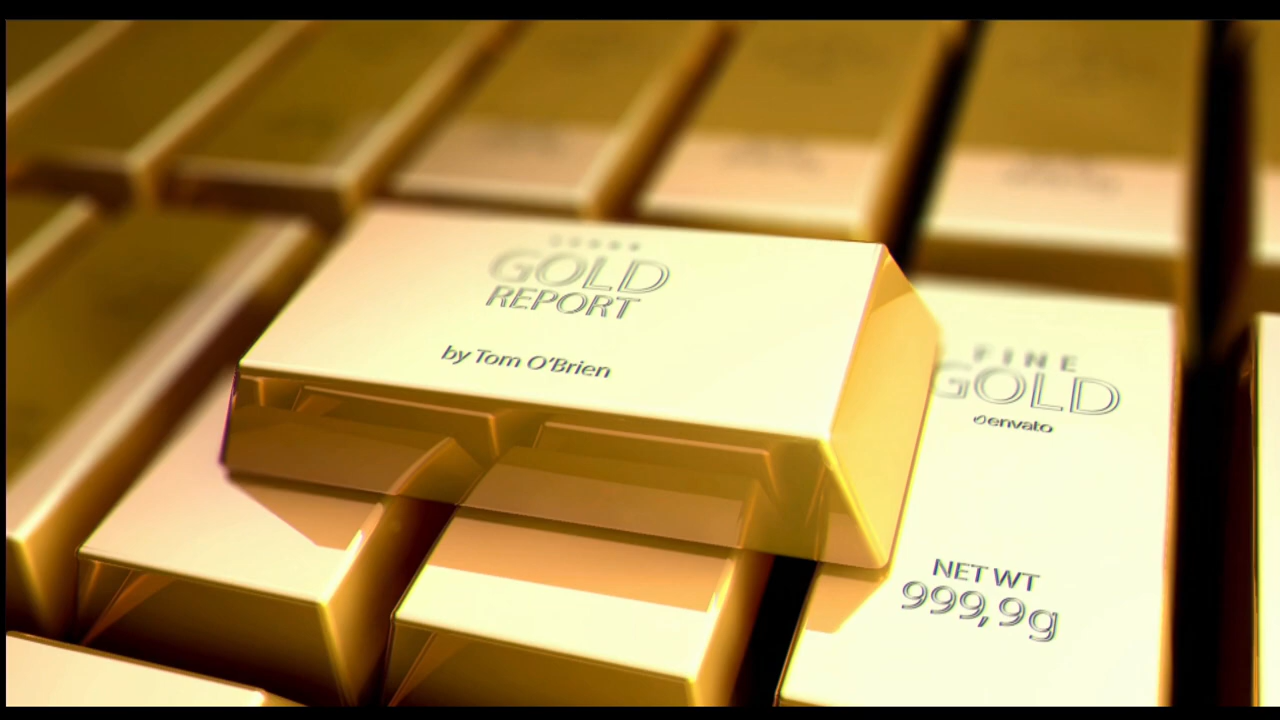 GOLD
REPORT
by Tom O'Brien
FINE
GOLD
envato
NET WT
999,9g